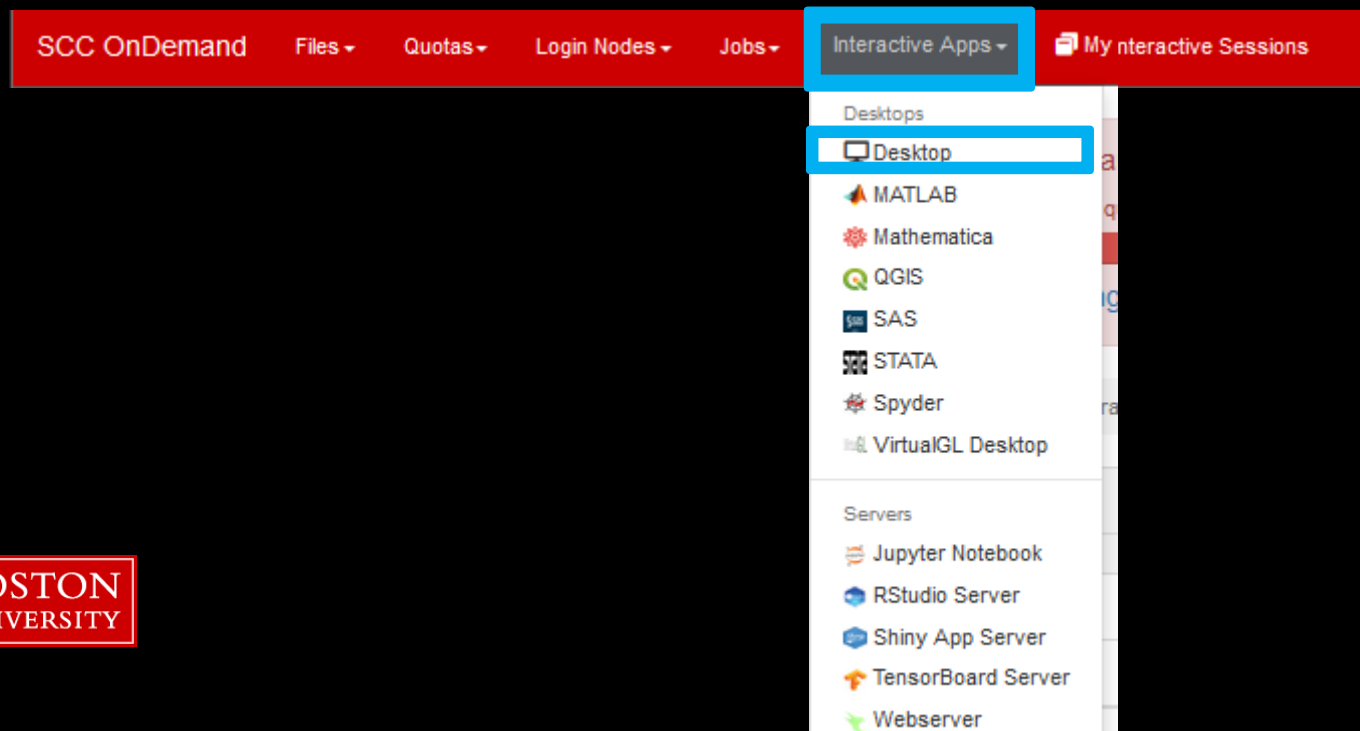 SCC OnDemand Files Quotas Login Nodes Jobs Interactive Apps My nteractive Sessions
Desktops
Desktop
MATLAB
Mathematica
QGIS
SAS
STATA
Spyder
VirtualGL Desktop
Servers
Jupyter Notebook
RStudio Server
Shiny App Server
TensorBoard Server
Webserver
OSTON
VERSITY